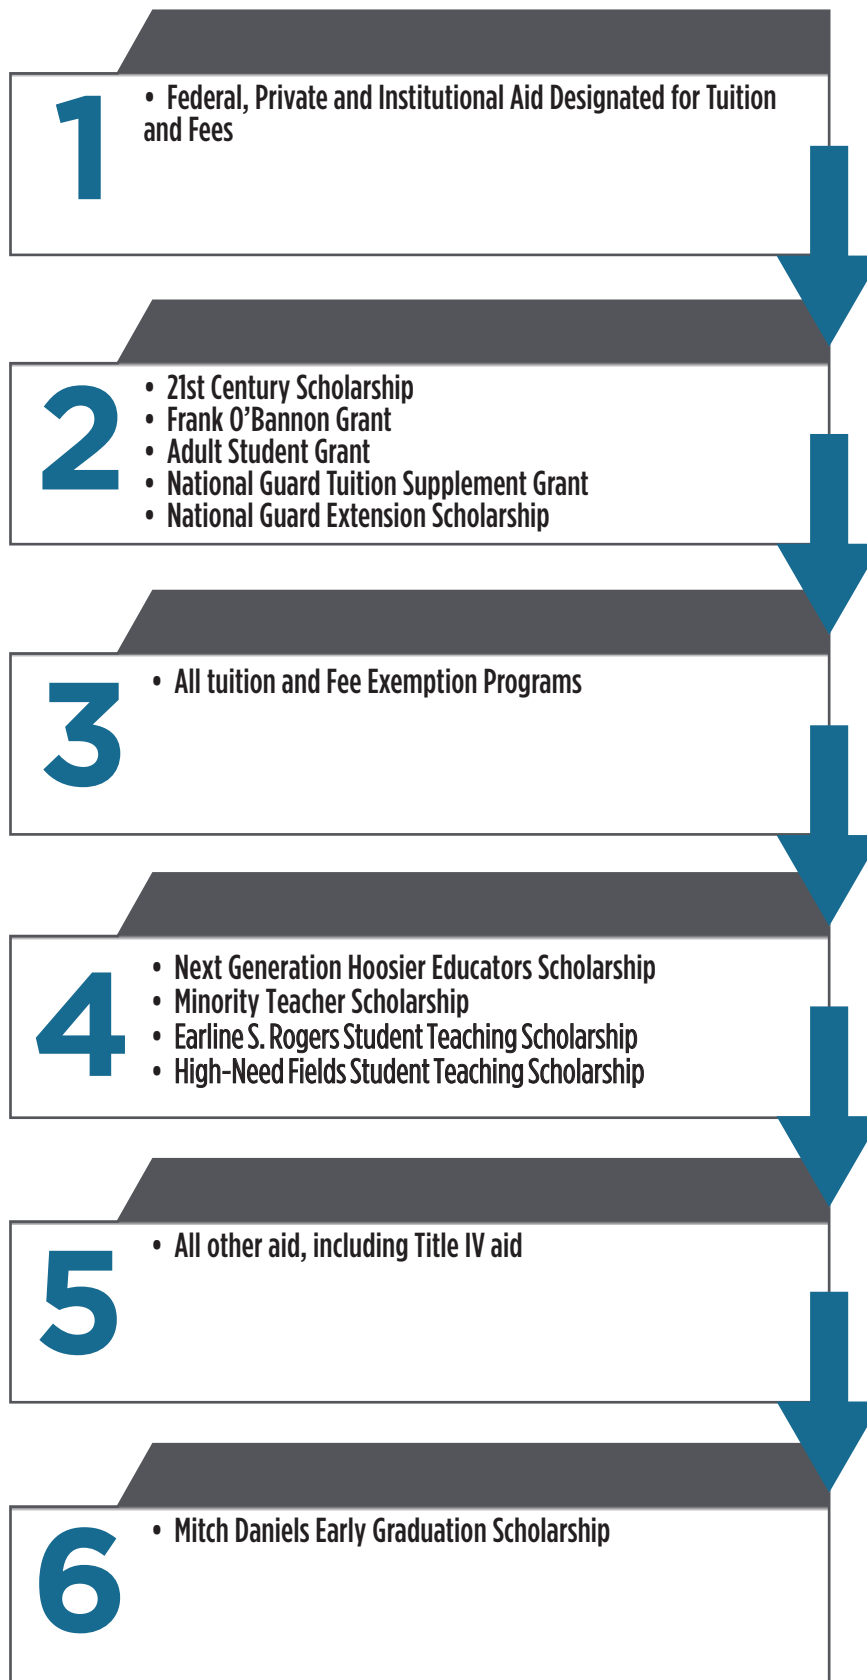 1
• Federal, Private and Institutional Aid Designated for Tuition
and Fees
2
• 21st Century Scholarship
• Frank O’Bannon Grant
• Adult Student Grant
• National Guard Tuition Supplement Grant
• National Guard Extension Scholarship
3
• All tuition and Fee Exemption Programs
4
• Next Generation Hoosier Educators Scholarship
• Minority Teacher Scholarship
• Earline S. Rogers Student Teaching Scholarship
• High-Need Fields Student Teaching Scholarship
5
• All other aid, including Title IV aid
6
• Mitch Daniels Early Graduation Scholarship